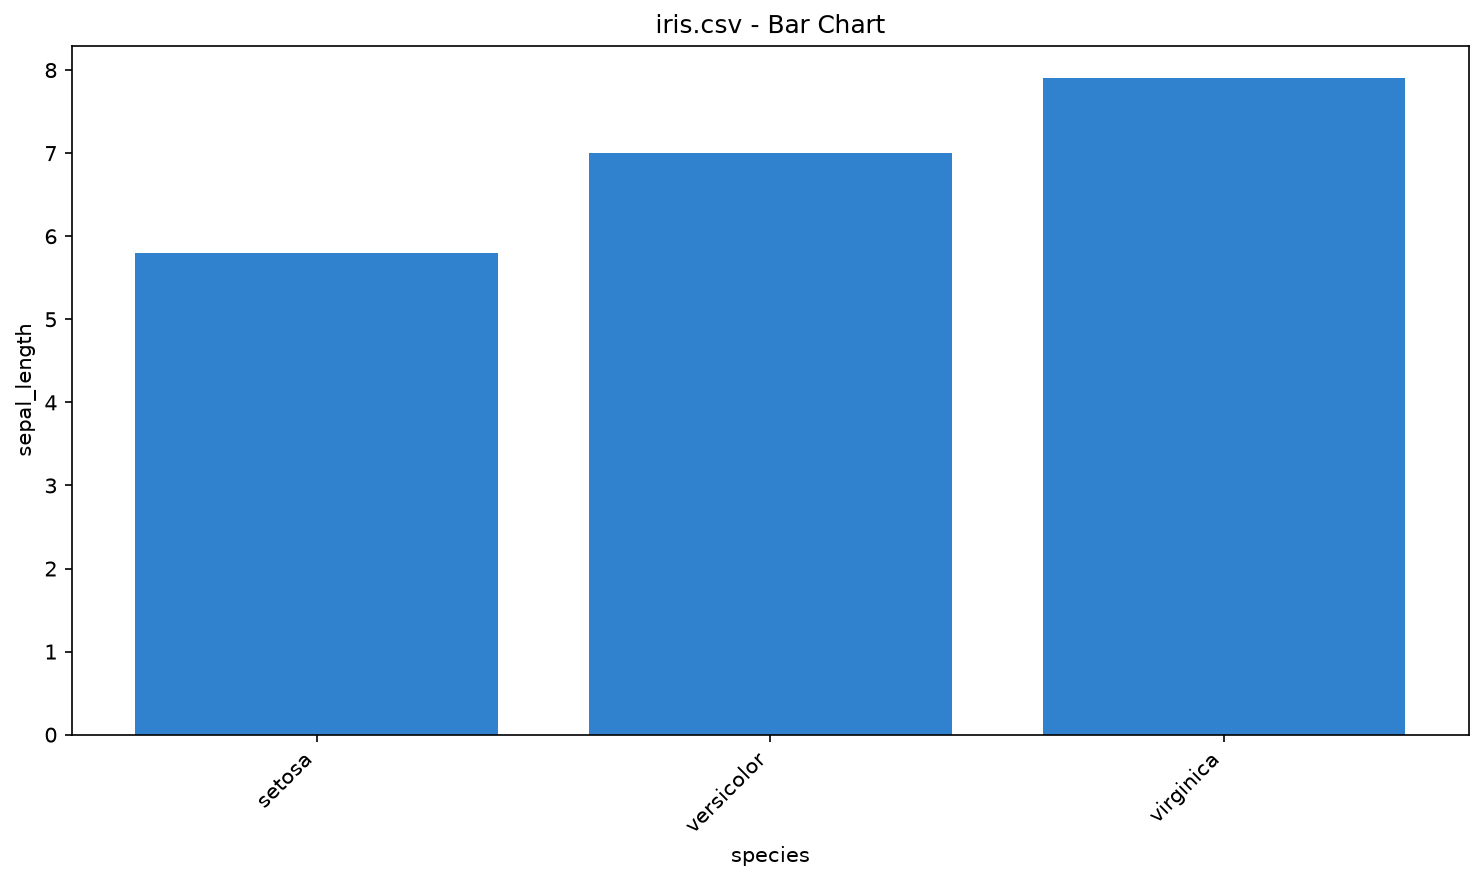 iris.csv - Bar Chart
8
7
6
5
4
3
2
1
0
sepal_length
setosa
versicolor
virginica
species